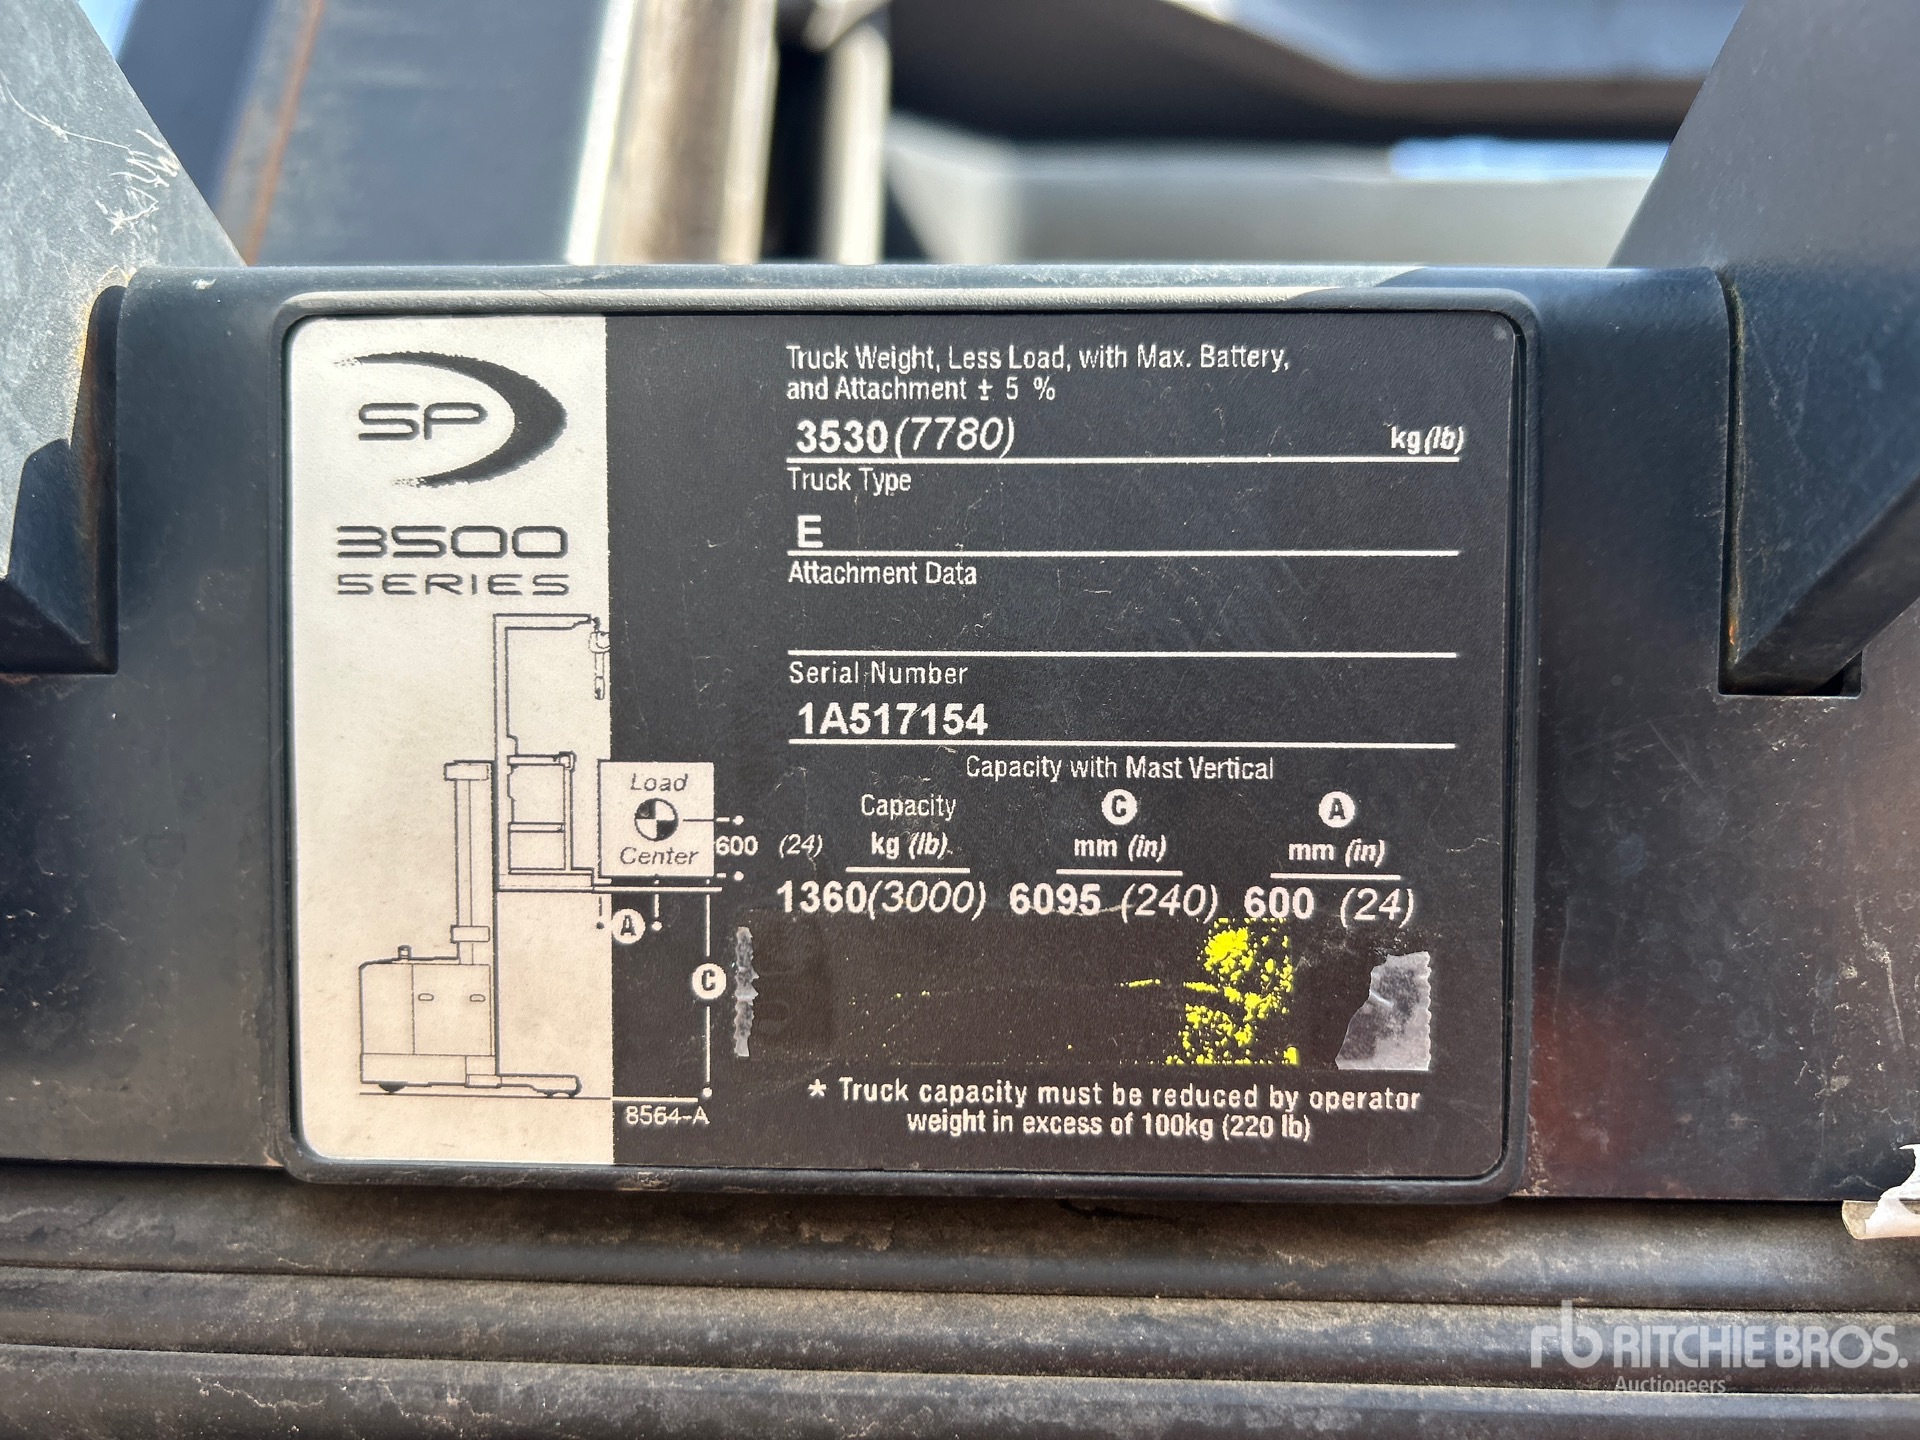 SP
3500
SERIES
Load
Center
600 (24)
A
C
8564-A
Truck Weight, Less Load, with Max. Battery,
and Attachment ± 5 %
3530 (7780) kg (lb)
Truck Type
E
Attachment Data
Serial Number
1A517154
Capacity with Mast Vertical
Capacity C A
kg (lb) mm (in) mm (in)
1360 (3000) 6095 (240) 600 (24)
* Truck capacity must be reduced by operator
weight in excess of 100kg (220 lb)
rb RITCHIE BROS.
Auctioneers